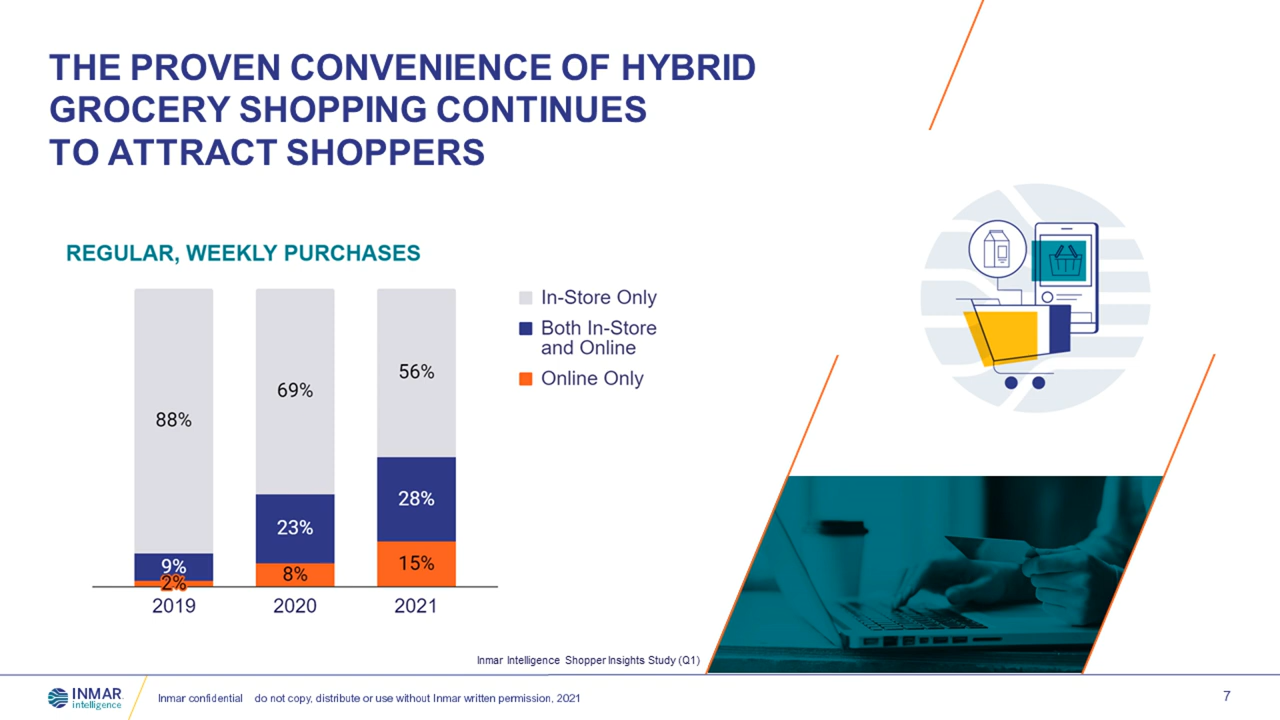 THE PROVEN CONVENIENCE OF HYBRID
GROCERY SHOPPING CONTINUES
TO ATTRACT SHOPPERS
REGULAR, WEEKLY PURCHASES
In-Store Only
Both In-Store
and Online
Online Only
88%
69%
56%
9%
23%
28%
2%
8%
15%
2019
2020
2021
Inmar Intelligence Shopper Insights Study (Q1)
INMAR
intelligence
Inmar confidential do not copy, distribute or use without Inmar written permission, 2021
7